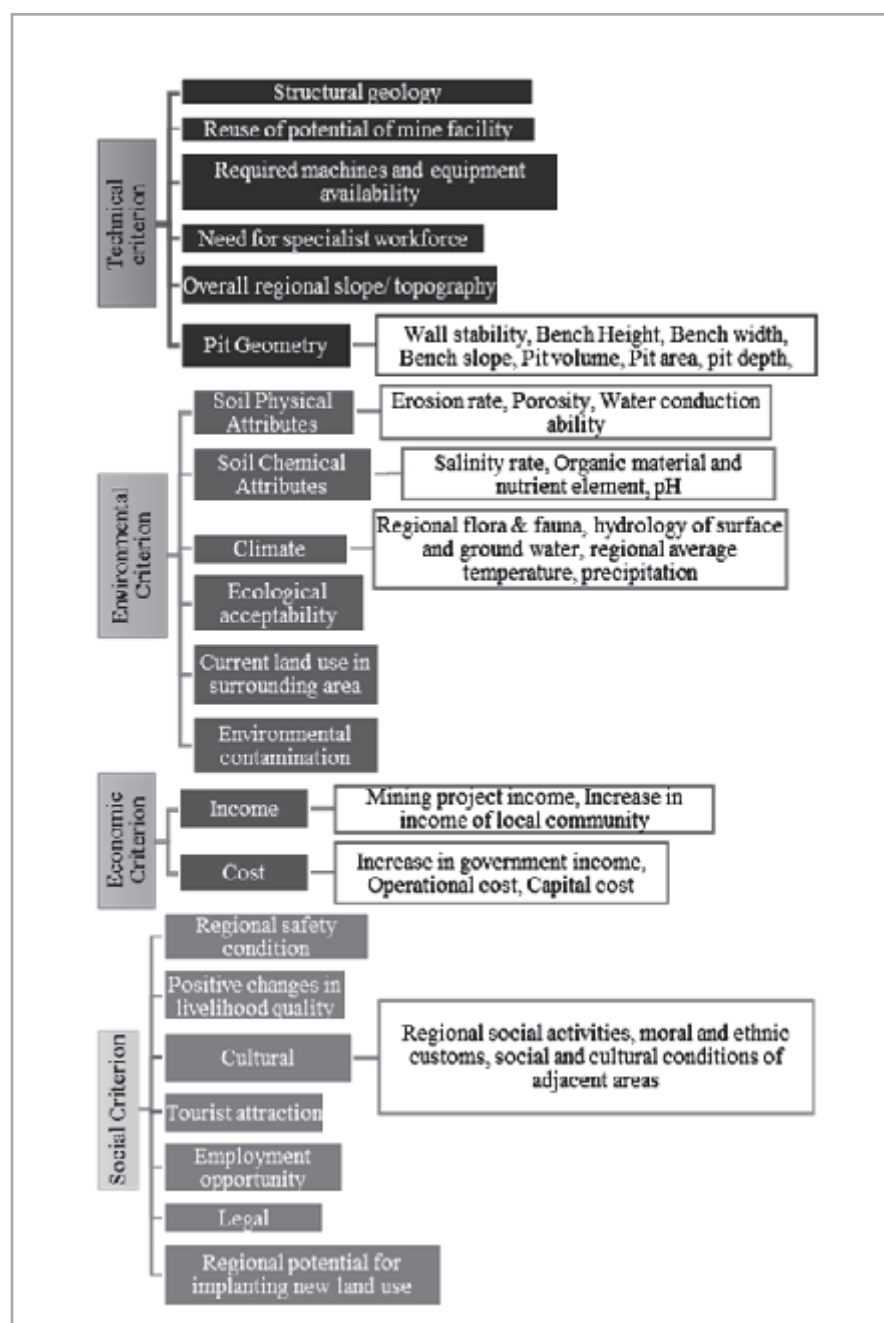 Technical
criterion
Structural geology
Reuse of potential of mine facility
Required machines and equipment
availability
Need for specialist workforce
Overall regional slope/ topography
Pit Geometry
Wall stability, Bench Height, Bench width,
Bench slope, Pit volume, Pit area, pit depth,
Environmental
Criterion
Soil Physical
Attributes
Erosion rate, Porosity, Water conduction
ability
Soil Chemical
Attributes
Salinity rate, Organic material and
nutrient element, pH
Climate
Regional flora & fauna, hydrology of surface
and ground water, regional average
temperature, precipitation
Ecological
acceptability
Current land use in
surrounding area
Environmental
contamination
Economic
Criterion
Income
Mining project income, Increase in
income of local community
Cost
Increase in government income,
Operational cost, Capital cost
Social Criterion
Regional safety
condition
Positive changes in
livelihood quality
Cultural
Regional social activities, moral and ethnic
customs, social and cultural conditions of
adjacent areas
Tourist attraction
Employment
opportunity
Legal
Regional potential for
implanting new land use